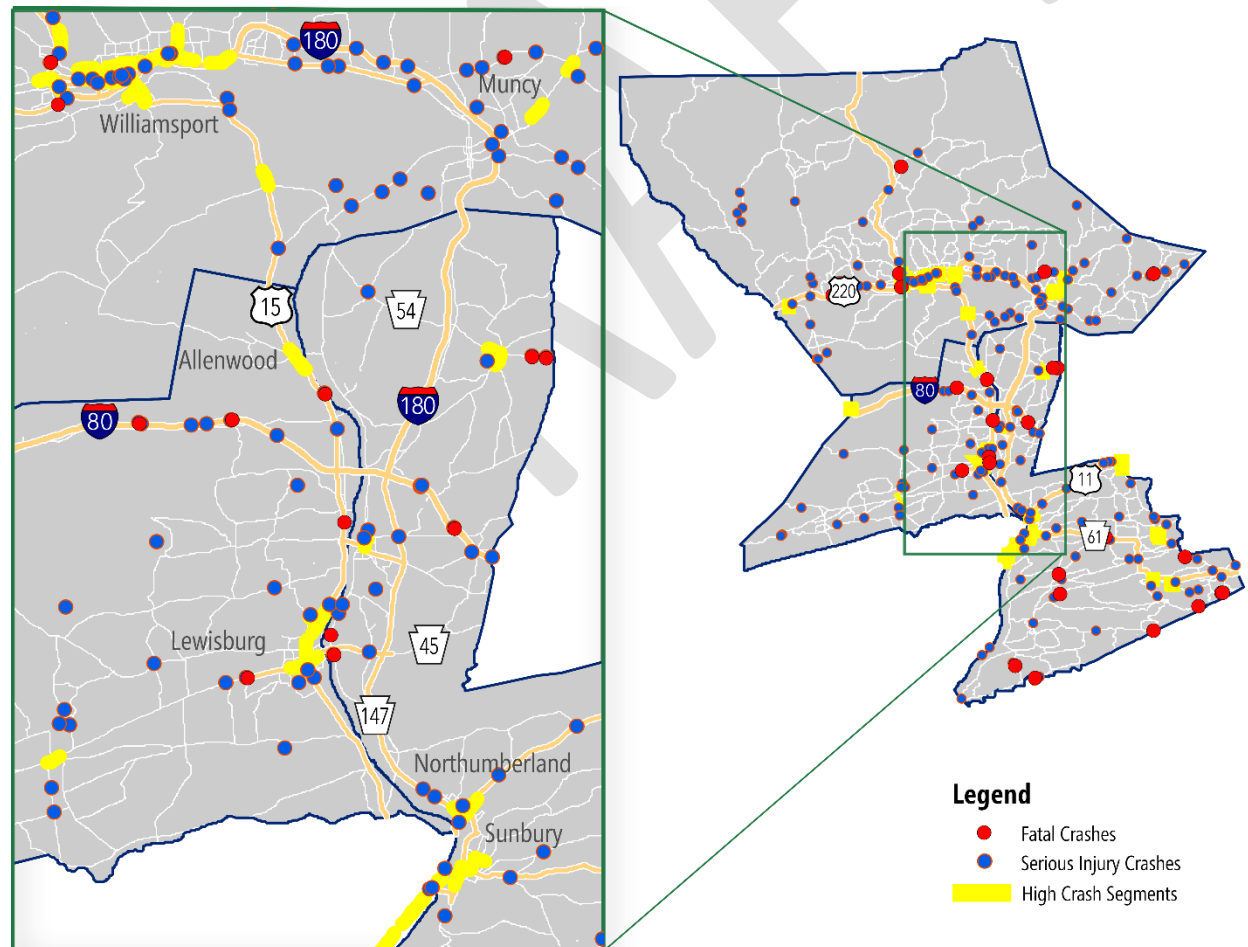 180
Muncy
Williamsport
15
54
Allenwood
180
80
Lewisburg
45
147
Northumberland
Sunbury
220
80
11
61
Legend
Fatal Crashes
Serious Injury Crashes
High Crash Segments